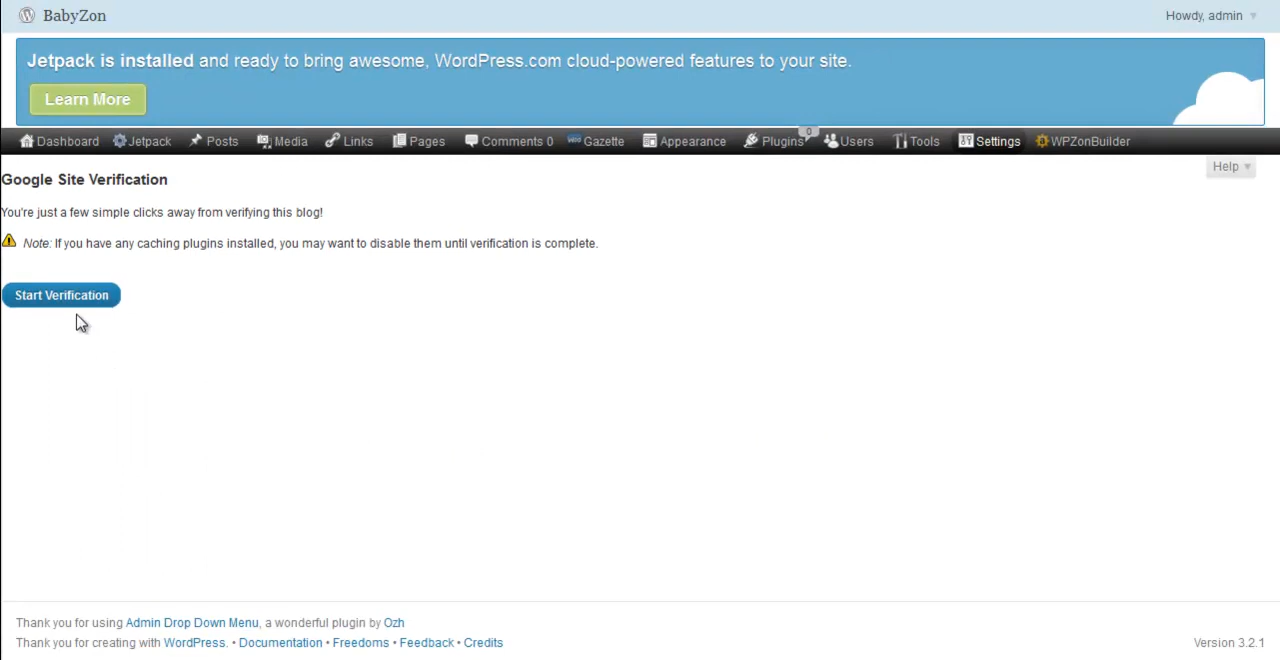 BabyZon
Howdy, admin
Jetpack is installed and ready to bring awesome, WordPress.com cloud-powered features to your site.
Learn More
Dashboard Jetpack Posts Media Links Pages Comments 0 Gazette Appearance Plugins 0 Users Tools Settings WPZonBuilder
Help
Google Site Verification
You're just a few simple clicks away from verifying this blog!
Note: If you have any caching plugins installed, you may want to disable them until verification is complete.
Start Verification
Thank you for using Admin Drop Down Menu, a wonderful plugin by Ozh
Thank you for creating with WordPress. • Documentation • Freedoms • Feedback • Credits
Version 3.2.1